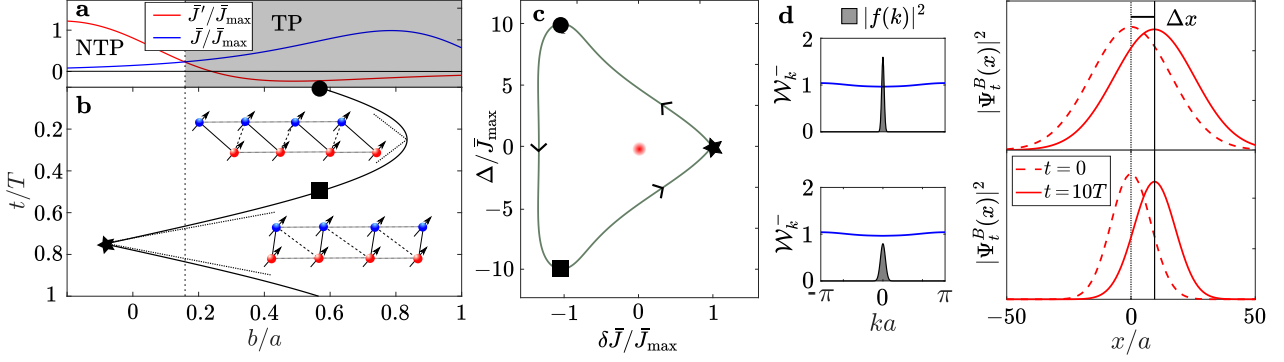 a
J̄′/J̄max
J̄/J̄max
NTP
TP
1
0
b
0.2
0.4
0.6
0.8
1
t/T
0 0.2 0.4 0.6 0.8 1
b/a
c
10
5
0
−5
−10
Δ/J̄max
−1 0 1
δJ̄/J̄max
d
|f(k)|²
2
1
0
𝒲ₖ⁻
2
1
0
𝒲ₖ⁻
-π 0 π
ka
Δx
|Ψₜᴮ(x)|²
t = 0
t = 10T
|Ψₜᴮ(x)|²
−50 0 50
x/a